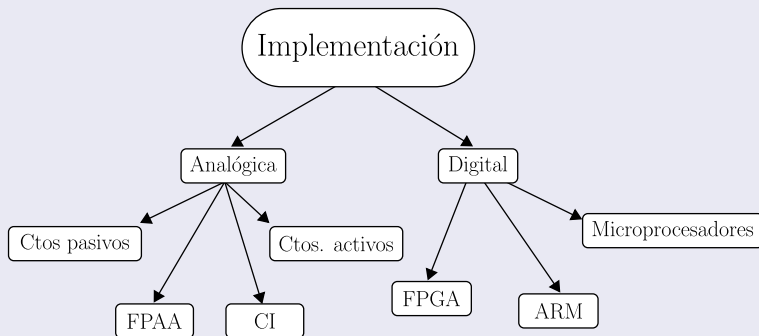 Implementación
Analógica
Digital
Ctos pasivos
Ctos. activos
Microprocesadores
FPAA
CI
FPGA
ARM